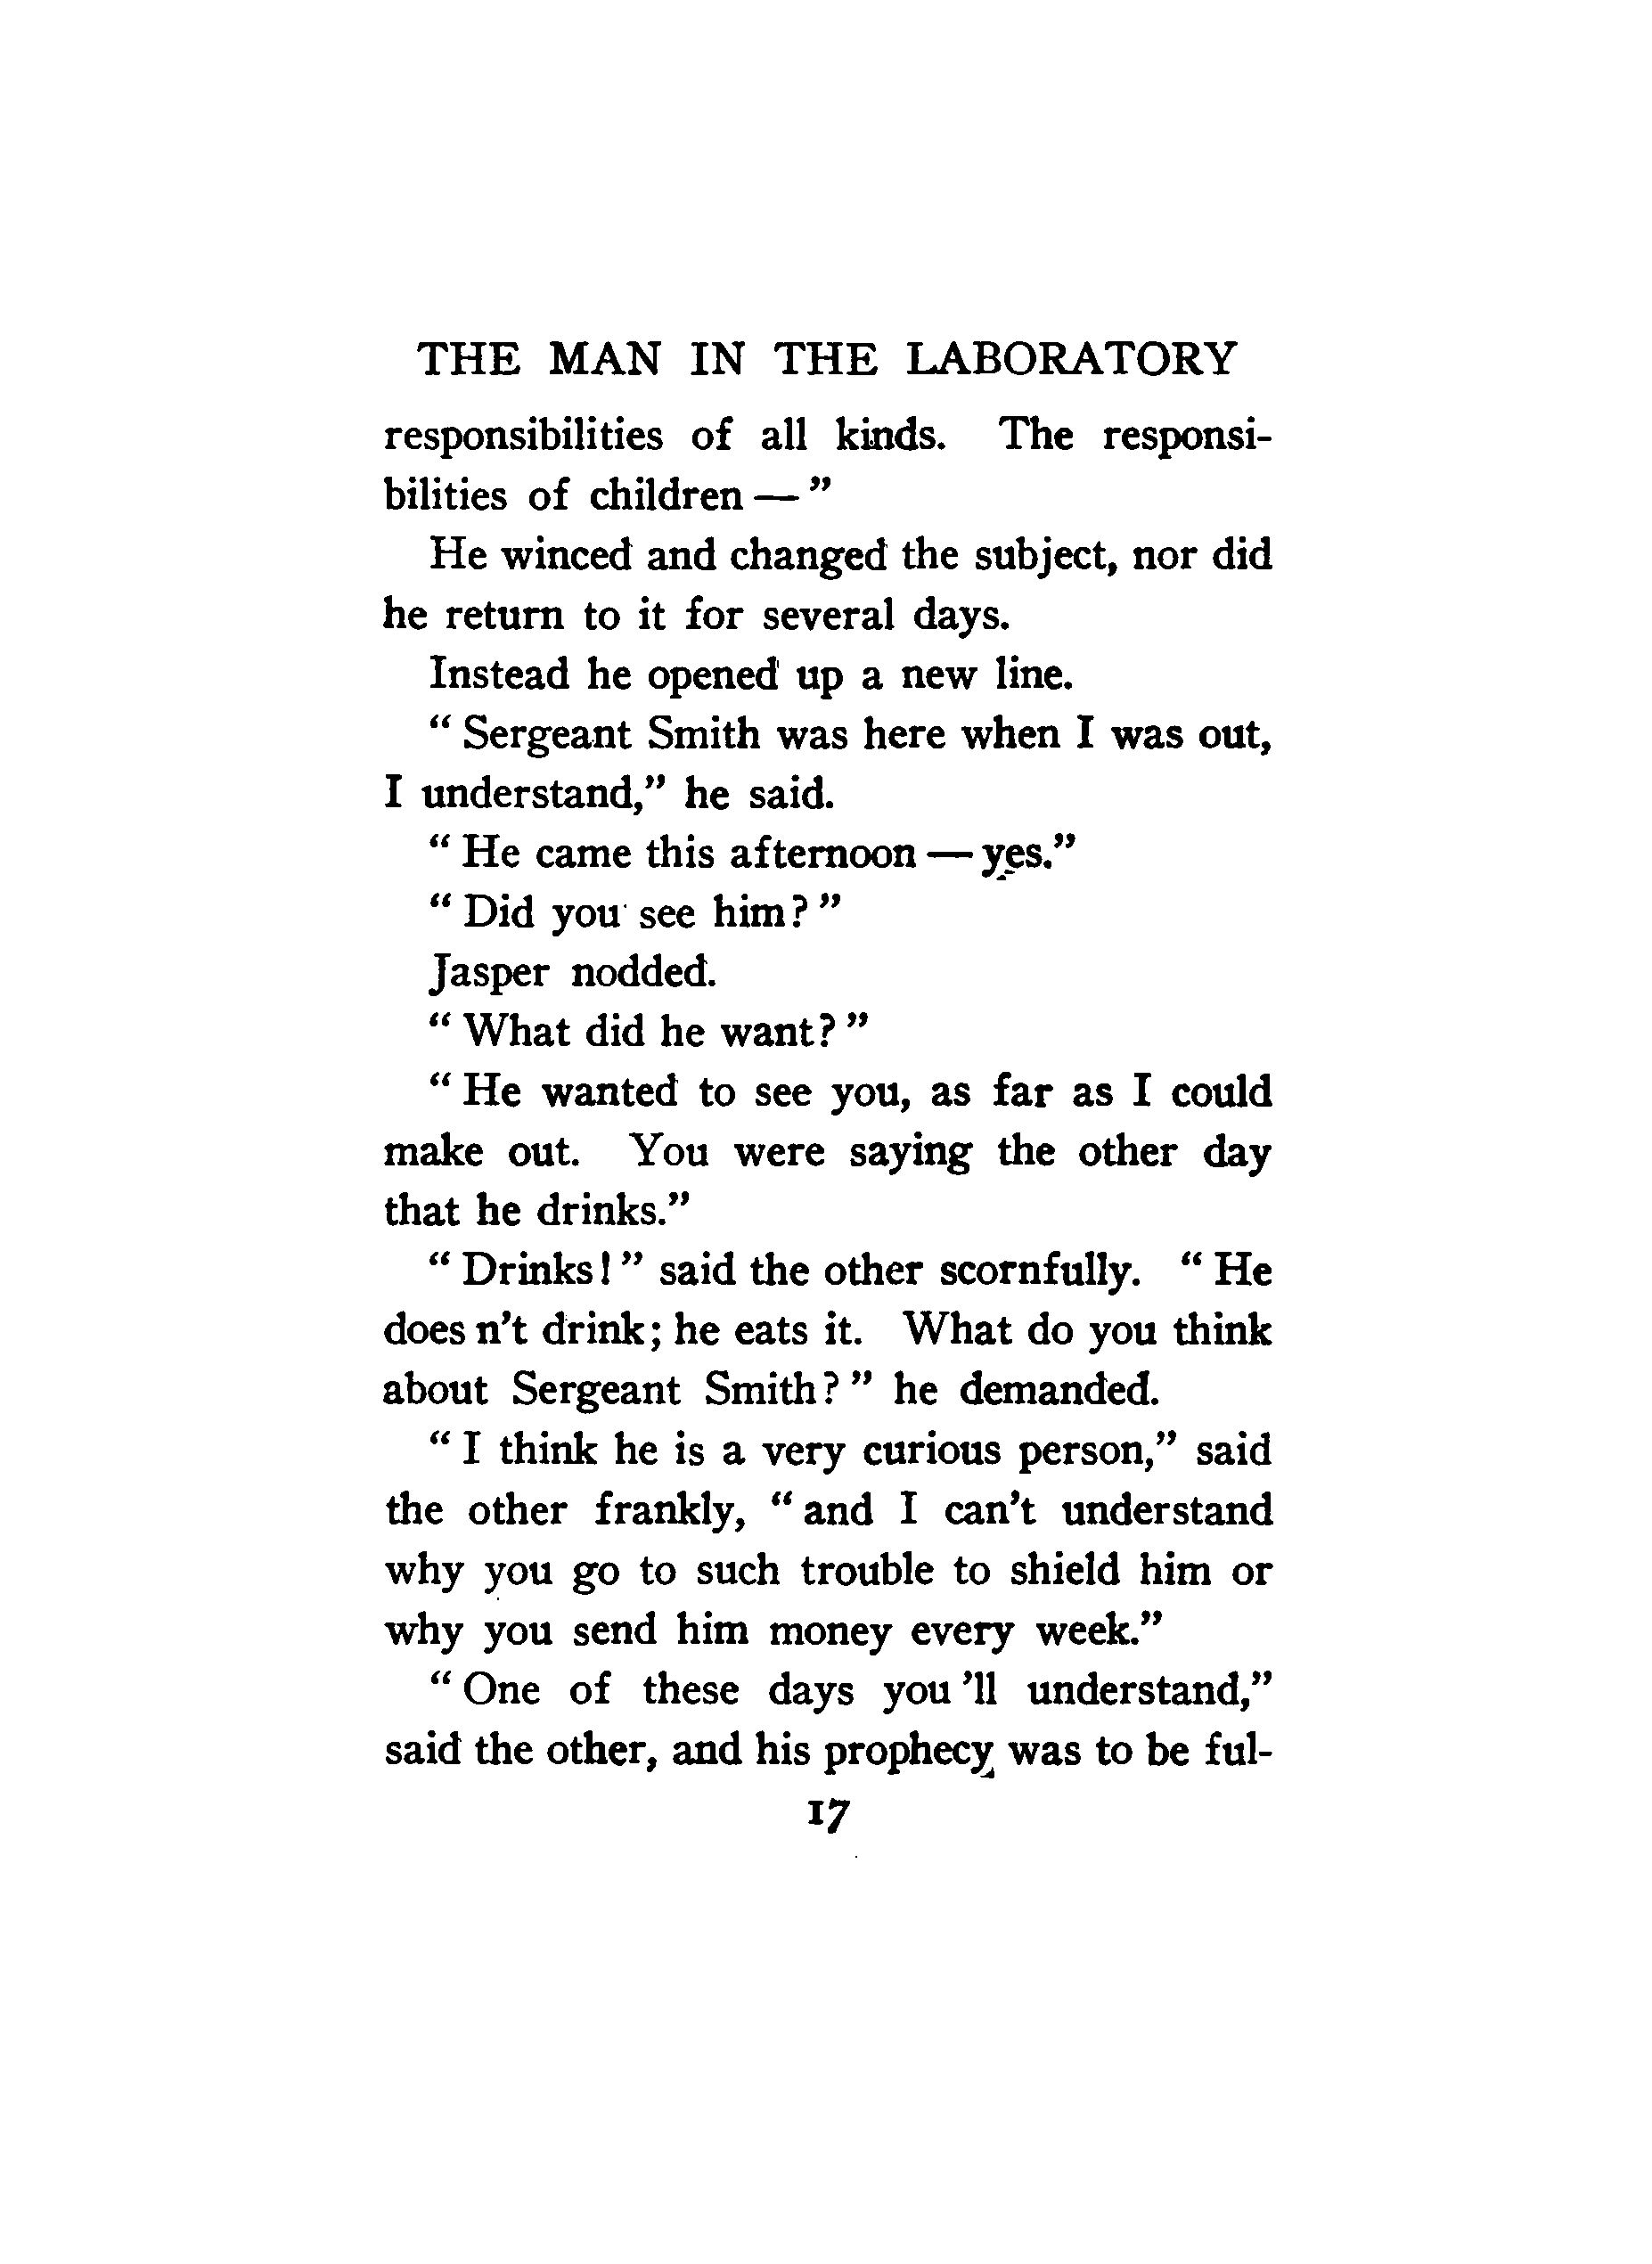 THE MAN IN THE LABORATORY
responsibilities of all kinds. The responsi-
bilities of children — ”
He winced and changed the subject, nor did
he return to it for several days.
Instead he opened up a new line.
“ Sergeant Smith was here when I was out,
I understand,” he said.
“ He came this afternoon — yes.”
“ Did you see him? ”
Jasper nodded.
“ What did he want? ”
“ He wanted to see you, as far as I could
make out. You were saying the other day
that he drinks.”
“ Drinks! ” said the other scornfully. “ He
does n’t drink; he eats it. What do you think
about Sergeant Smith? ” he demanded.
“ I think he is a very curious person,” said
the other frankly, “ and I can’t understand
why you go to such trouble to shield him or
why you send him money every week.”
“ One of these days you ’ll understand,”
said the other, and his prophecy was to be ful-
17